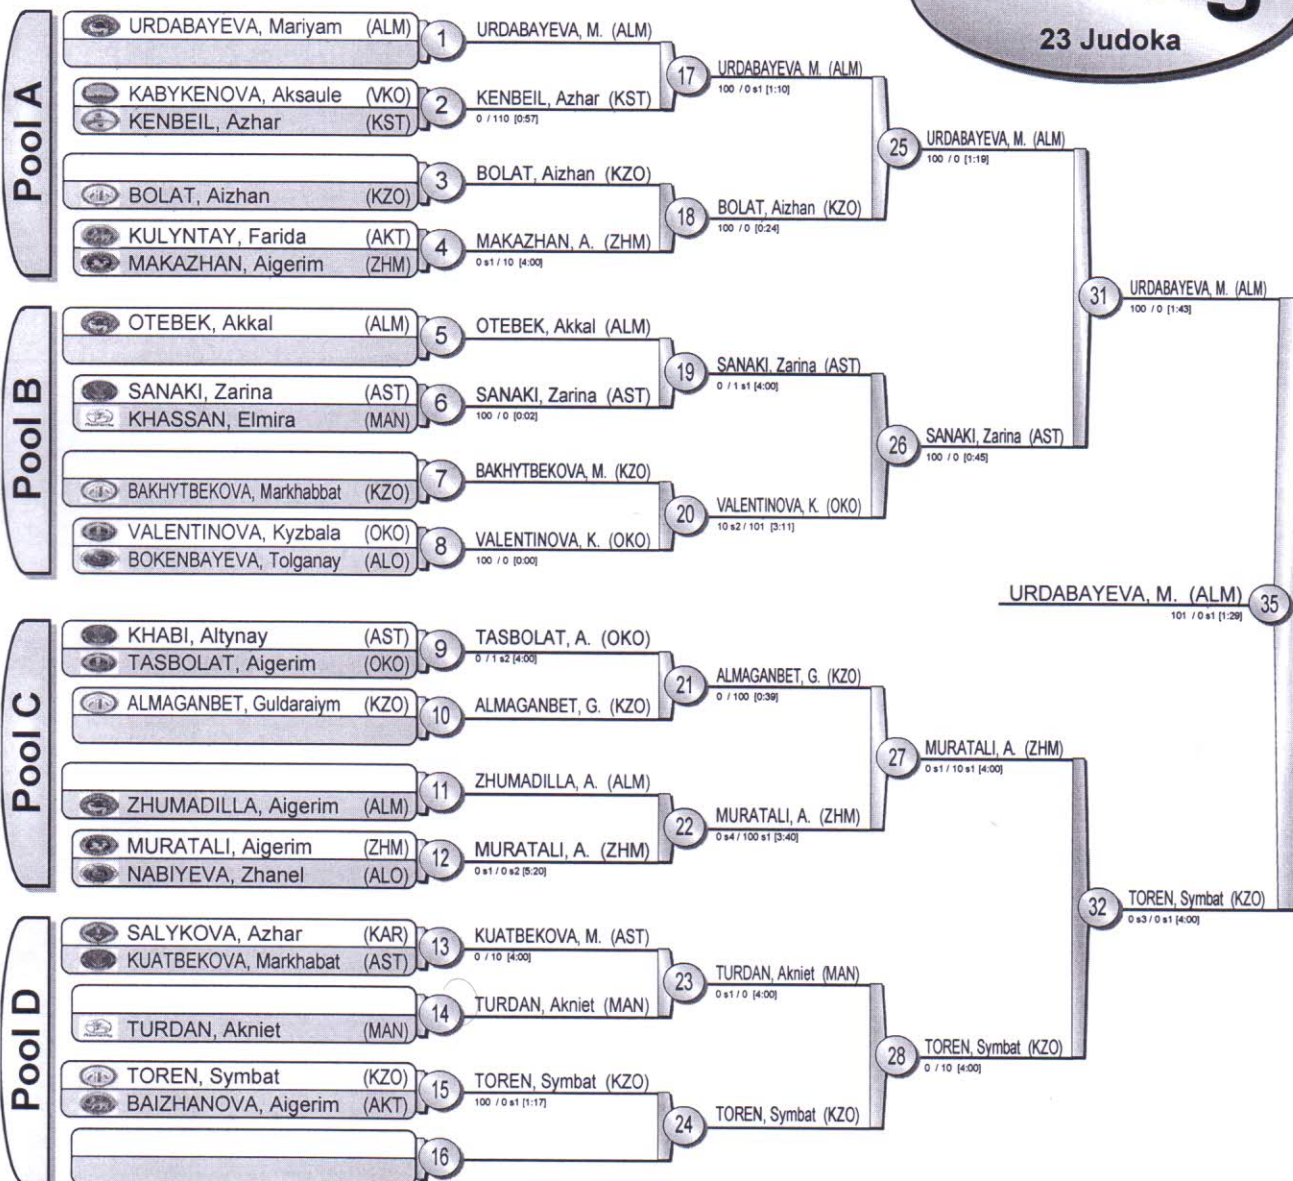 23 Judoka
Pool A
URDABAYEVA, Mariyam (ALM)
1
KABYKENOVA, Aksaule (VKO)
KENBEIL, Azhar (KST)
2
BOLAT, Aizhan (KZO)
3
KULYNTAY, Farida (AKT)
MAKAZHAN, Aigerim (ZHM)
4
URDABAYEVA, M. (ALM)
KENBEIL, Azhar (KST)
0 / 110 [0:57]
17
BOLAT, Aizhan (KZO)
MAKAZHAN, A. (ZHM)
0 s1 / 10 [4:00]
18
URDABAYEVA, M. (ALM)
100 / 0 s1 [1:10]
BOLAT, Aizhan (KZO)
100 / 0 [0:24]
25
URDABAYEVA, M. (ALM)
100 / 0 [1:19]
Pool B
OTEBEK, Akkal (ALM)
5
SANAKI, Zarina (AST)
KHASSAN, Elmira (MAN)
6
BAKHYTBEKOVA, Markhabbat (KZO)
7
VALENTINOVA, Kyzbala (OKO)
BOKENBAYEVA, Tolganay (ALO)
8
OTEBEK, Akkal (ALM)
SANAKI, Zarina (AST)
100 / 0 [0:02]
19
BAKHYTBEKOVA, M. (KZO)
VALENTINOVA, K. (OKO)
100 / 0 [0:00]
20
SANAKI, Zarina (AST)
0 / 1 s1 [4:00]
VALENTINOVA, K. (OKO)
10 s2 / 101 [3:11]
26
SANAKI, Zarina (AST)
100 / 0 [0:45]
31
URDABAYEVA, M. (ALM)
100 / 0 [1:43]
URDABAYEVA, M. (ALM)
101 / 0 s1 [1:29]
35
Pool C
KHABI, Altynay (AST)
TASBOLAT, Aigerim (OKO)
9
ALMAGANBET, Guldaraiym (KZO)
10
ZHUMADILLA, Aigerim (ALM)
11
MURATALI, Aigerim (ZHM)
NABIYEVA, Zhanel (ALO)
12
TASBOLAT, A. (OKO)
0 / 1 s2 [4:00]
ALMAGANBET, G. (KZO)
21
ZHUMADILLA, A. (ALM)
MURATALI, A. (ZHM)
0 s1 / 0 s2 [5:20]
22
ALMAGANBET, G. (KZO)
0 / 100 [0:39]
MURATALI, A. (ZHM)
0 s4 / 100 s1 [3:40]
27
MURATALI, A. (ZHM)
0 s1 / 10 s1 [4:00]
Pool D
SALYKOVA, Azhar (KAR)
KUATBEKOVA, Markhabat (AST)
13
TURDAN, Akniet (MAN)
14
TOREN, Symbat (KZO)
BAIZHANOVA, Aigerim (AKT)
15
16
KUATBEKOVA, M. (AST)
0 / 10 [4:00]
TURDAN, Akniet (MAN)
23
TOREN, Symbat (KZO)
100 / 0 s1 [1:17]
24
TURDAN, Akniet (MAN)
0 s1 / 0 [4:00]
TOREN, Symbat (KZO)
28
TOREN, Symbat (KZO)
0 / 10 [4:00]
32
TOREN, Symbat (KZO)
0 s3 / 0 s1 [4:00]